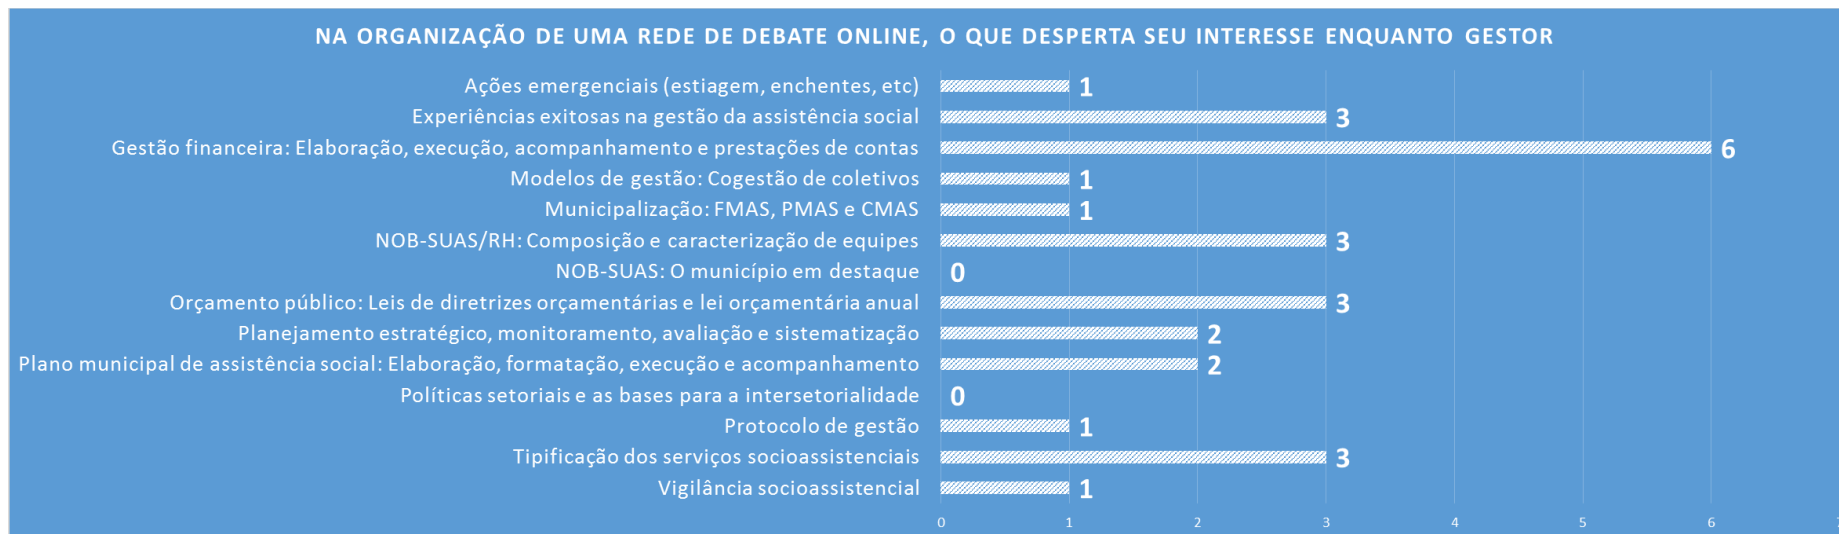 NA ORGANIZAÇÃO DE UMA REDE DE DEBATE ONLINE, O QUE DESPERTA SEU INTERESSE ENQUANTO GESTOR
Ações emergenciais (estiagem, enchentes, etc) 1
Experiências exitosas na gestão da assistência social 3
Gestão financeira: Elaboração, execução, acompanhamento e prestações de contas 6
Modelos de gestão: Cogestão de coletivos 1
Municipalização: FMAS, PMAS e CMAS 1
NOB-SUAS/RH: Composição e caracterização de equipes 3
NOB-SUAS: O município em destaque 0
Orçamento público: Leis de diretrizes orçamentárias e lei orçamentária anual 3
Planejamento estratégico, monitoramento, avaliação e sistematização 2
Plano municipal de assistência social: Elaboração, formatação, execução e acompanhamento 2
Políticas setoriais e as bases para a intersetorialidade 0
Protocolo de gestão 1
Tipificação dos serviços socioassistenciais 3
Vigilância socioassistencial 1
0 1 2 3 4 5 6